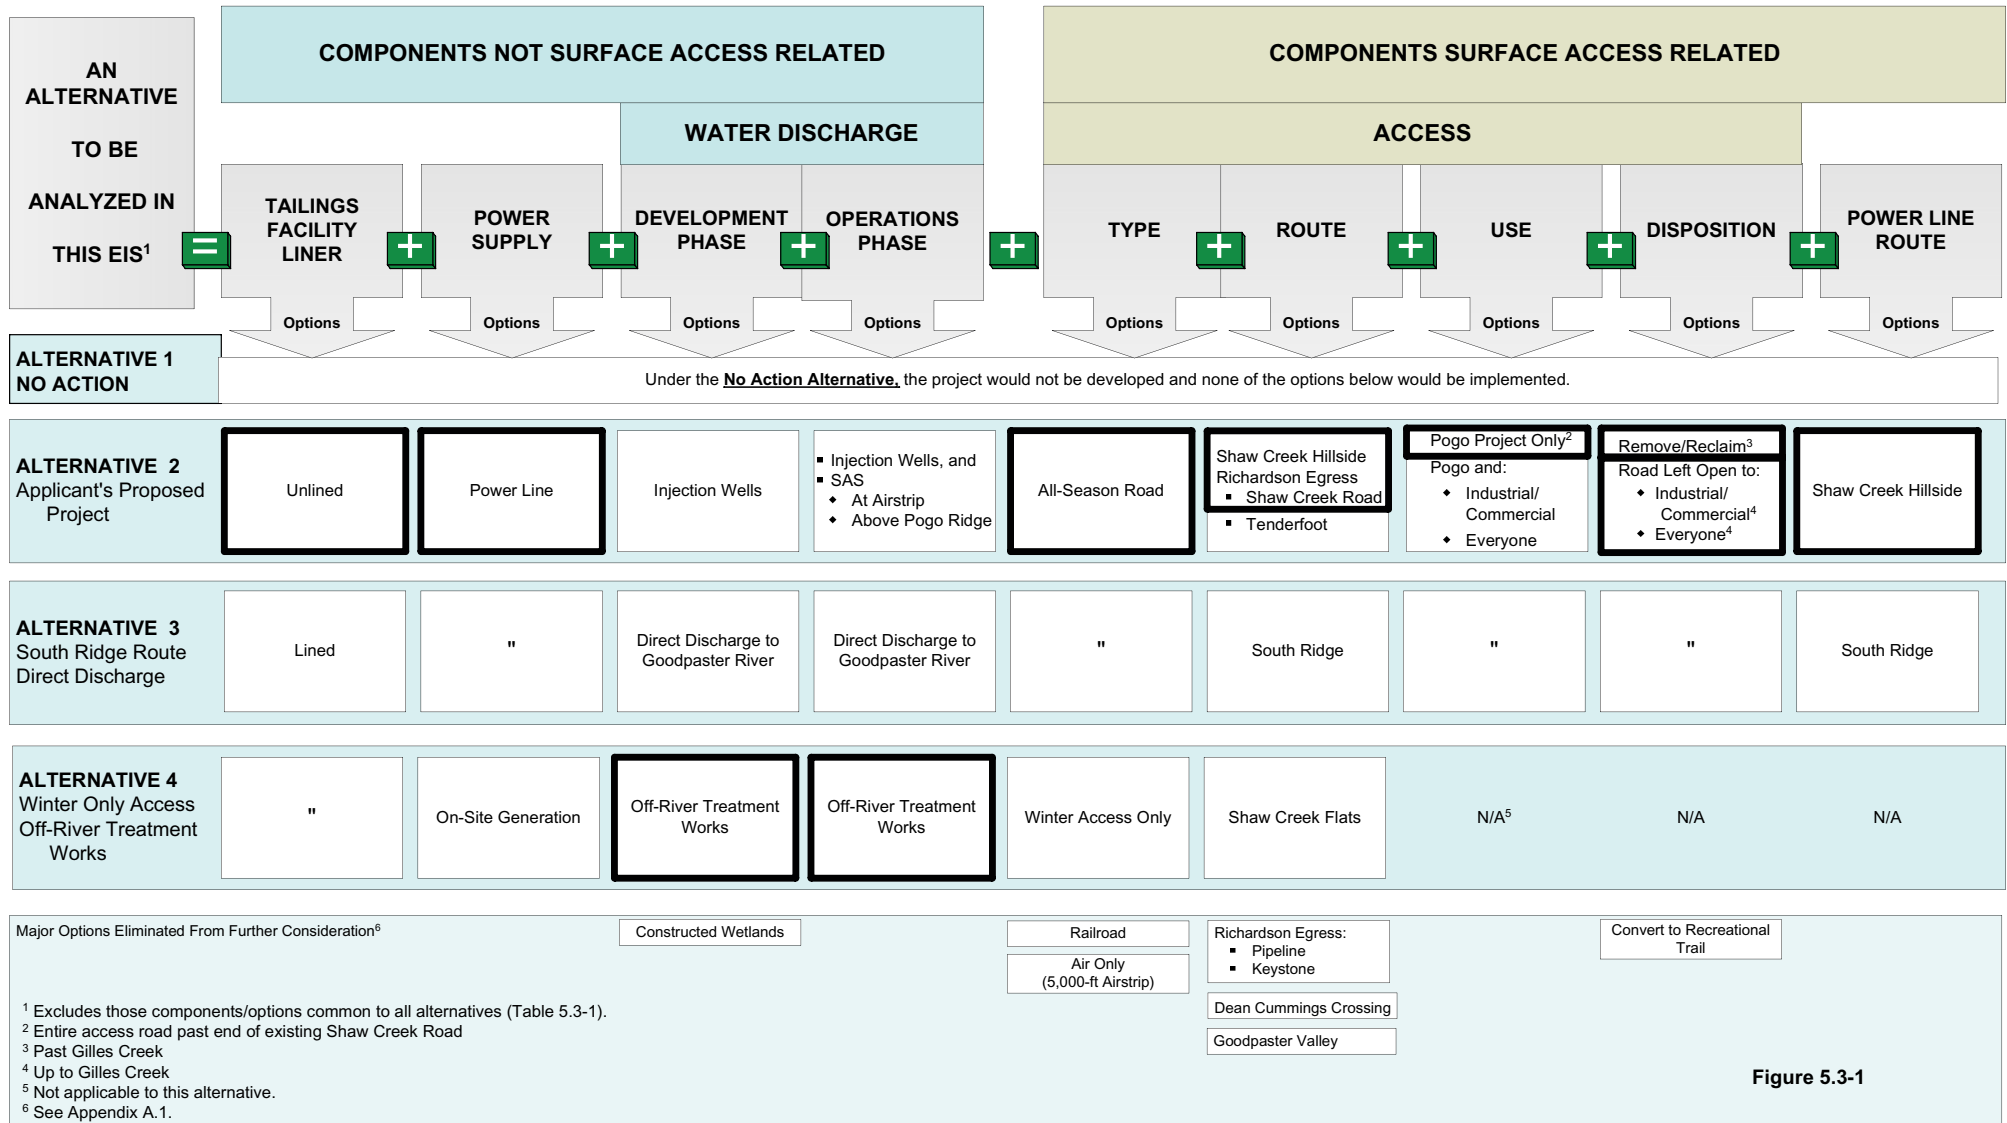 AN
ALTERNATIVE
TO BE
ANALYZED IN
THIS EIS1
=
COMPONENTS NOT SURFACE ACCESS RELATED
COMPONENTS SURFACE ACCESS RELATED
WATER DISCHARGE
ACCESS
TAILINGS
FACILITY
LINER
+
POWER
SUPPLY
+
DEVELOPMENT
PHASE
+
OPERATIONS
PHASE
+
TYPE
+
ROUTE
+
USE
+
DISPOSITION
+
POWER LINE
ROUTE
Options
Options
Options
Options
Options
Options
Options
Options
Options
ALTERNATIVE 1
NO ACTION
Under the No Action Alternative, the project would not be developed and none of the options below would be implemented.
ALTERNATIVE 2
Applicant's Proposed
Project
Unlined
Power Line
Injection Wells
▪ Injection Wells, and
▪ SAS
◆ At Airstrip
◆ Above Pogo Ridge
All-Season Road
Shaw Creek Hillside
Richardson Egress
▪ Shaw Creek Road
▪ Tenderfoot
Pogo Project Only2
Pogo and:
◆ Industrial/
Commercial
◆ Everyone
Remove/Reclaim3
Road Left Open to:
◆ Industrial/
Commercial4
◆ Everyone4
Shaw Creek Hillside
ALTERNATIVE 3
South Ridge Route
Direct Discharge
Lined
"
Direct Discharge to
Goodpaster River
Direct Discharge to
Goodpaster River
"
South Ridge
"
"
South Ridge
ALTERNATIVE 4
Winter Only Access
Off-River Treatment
Works
"
On-Site Generation
Off-River Treatment
Works
Off-River Treatment
Works
Winter Access Only
Shaw Creek Flats
N/A5
N/A
N/A
Major Options Eliminated From Further Consideration6
Constructed Wetlands
Railroad
Air Only
(5,000-ft Airstrip)
Richardson Egress:
▪ Pipeline
▪ Keystone
Dean Cummings Crossing
Goodpaster Valley
Convert to Recreational
Trail
1 Excludes those components/options common to all alternatives (Table 5.3-1).
2 Entire access road past end of existing Shaw Creek Road
3 Past Gilles Creek
4 Up to Gilles Creek
5 Not applicable to this alternative.
6 See Appendix A.1.
Figure 5.3-1